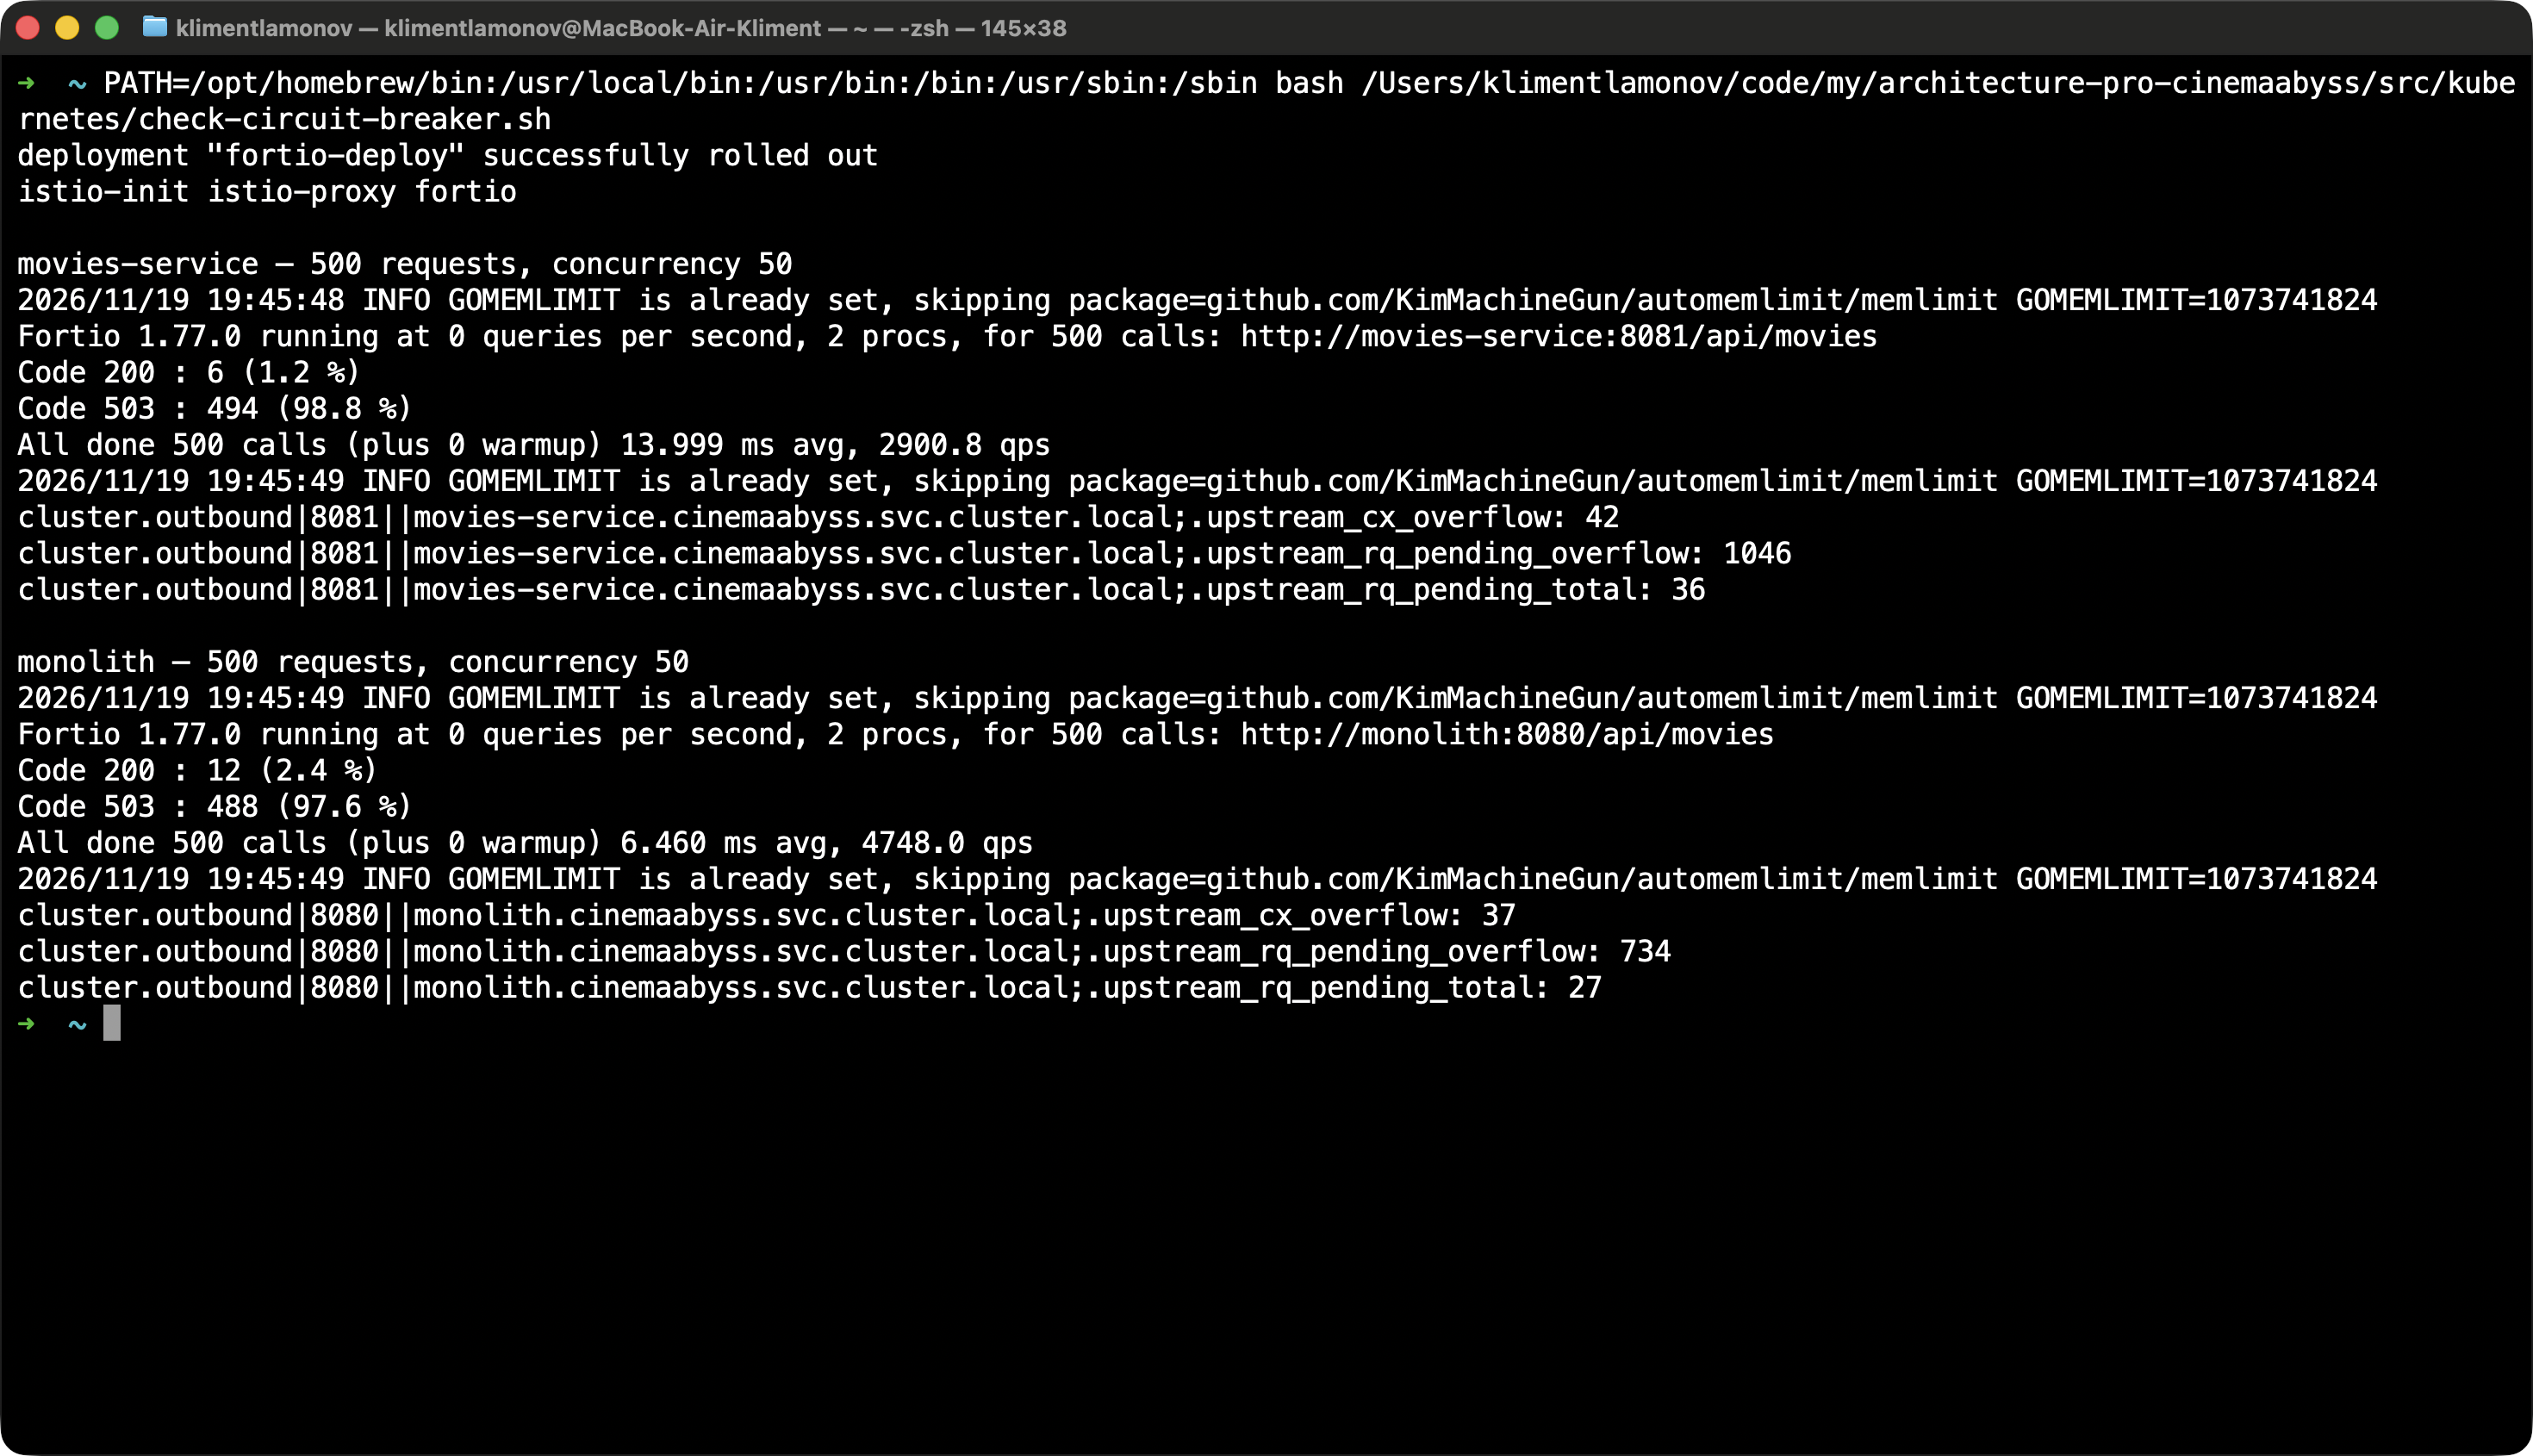 klimentlamonov — klimentlamonov@MacBook-Air-Kliment — ~ — -zsh — 145×38
➜  ~ PATH=/opt/homebrew/bin:/usr/local/bin:/usr/bin:/bin:/usr/sbin:/sbin bash /Users/klimentlamonov/code/my/architecture-pro-cinemaabyss/src/kube
rnetes/check-circuit-breaker.sh
deployment "fortio-deploy" successfully rolled out
istio-init istio-proxy fortio

movies-service — 500 requests, concurrency 50
2026/11/19 19:45:48 INFO GOMEMLIMIT is already set, skipping package=github.com/KimMachineGun/automemlimit/memlimit GOMEMLIMIT=1073741824
Fortio 1.77.0 running at 0 queries per second, 2 procs, for 500 calls: http://movies-service:8081/api/movies
Code 200 : 6 (1.2 %)
Code 503 : 494 (98.8 %)
All done 500 calls (plus 0 warmup) 13.999 ms avg, 2900.8 qps
2026/11/19 19:45:49 INFO GOMEMLIMIT is already set, skipping package=github.com/KimMachineGun/automemlimit/memlimit GOMEMLIMIT=1073741824
cluster.outbound|8081||movies-service.cinemaabyss.svc.cluster.local;.upstream_cx_overflow: 42
cluster.outbound|8081||movies-service.cinemaabyss.svc.cluster.local;.upstream_rq_pending_overflow: 1046
cluster.outbound|8081||movies-service.cinemaabyss.svc.cluster.local;.upstream_rq_pending_total: 36

monolith — 500 requests, concurrency 50
2026/11/19 19:45:49 INFO GOMEMLIMIT is already set, skipping package=github.com/KimMachineGun/automemlimit/memlimit GOMEMLIMIT=1073741824
Fortio 1.77.0 running at 0 queries per second, 2 procs, for 500 calls: http://monolith:8080/api/movies
Code 200 : 12 (2.4 %)
Code 503 : 488 (97.6 %)
All done 500 calls (plus 0 warmup) 6.460 ms avg, 4748.0 qps
2026/11/19 19:45:49 INFO GOMEMLIMIT is already set, skipping package=github.com/KimMachineGun/automemlimit/memlimit GOMEMLIMIT=1073741824
cluster.outbound|8080||monolith.cinemaabyss.svc.cluster.local;.upstream_cx_overflow: 37
cluster.outbound|8080||monolith.cinemaabyss.svc.cluster.local;.upstream_rq_pending_overflow: 734
cluster.outbound|8080||monolith.cinemaabyss.svc.cluster.local;.upstream_rq_pending_total: 27
➜  ~